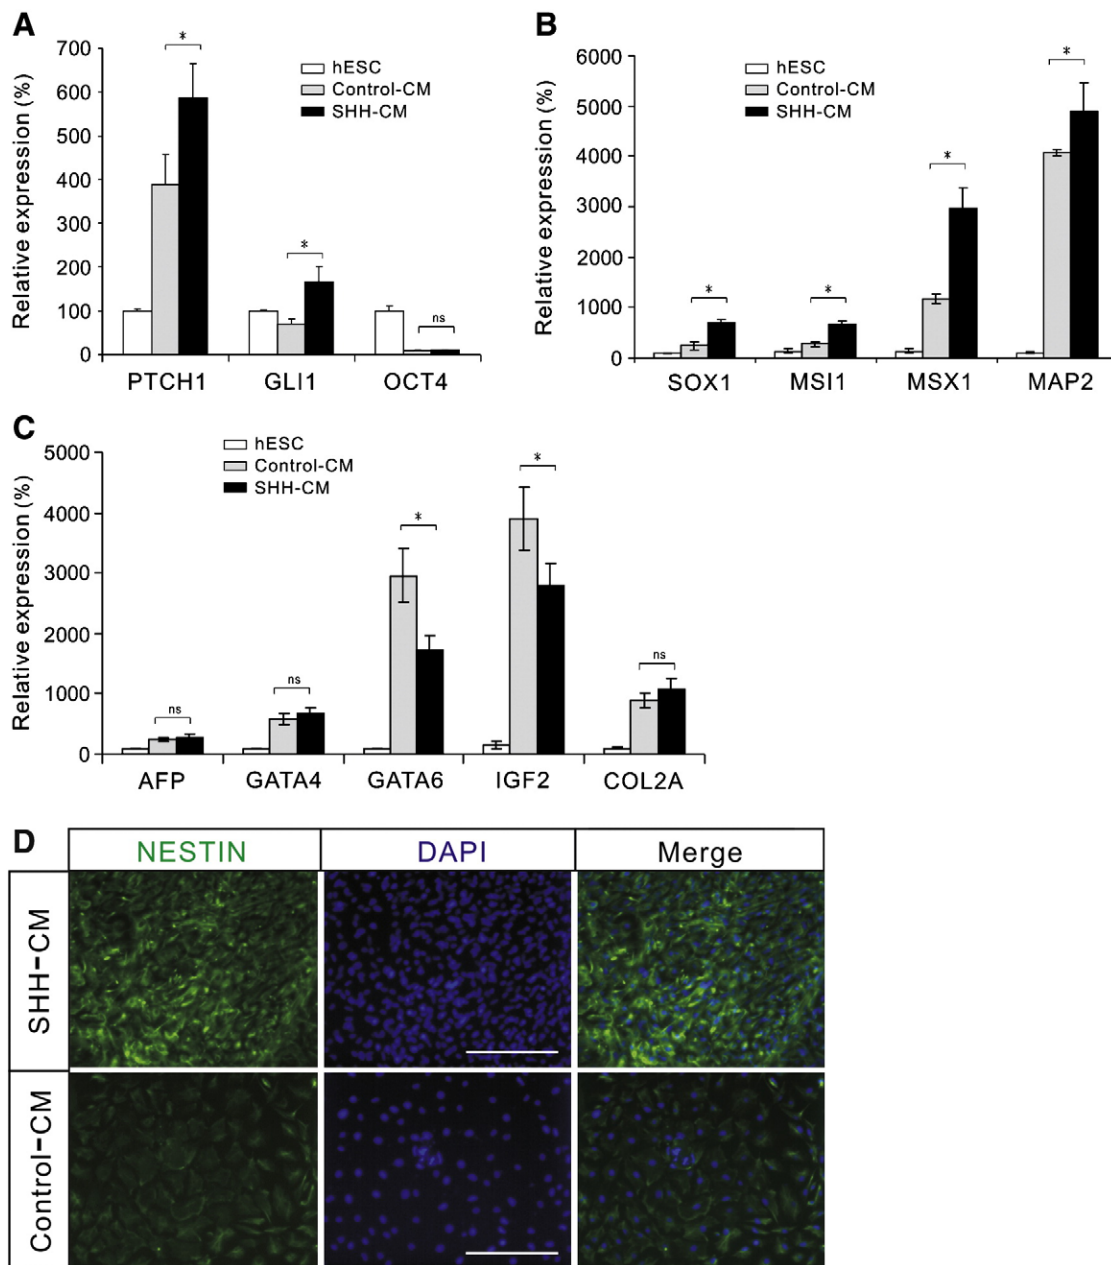 A
Relative expression (%)
700
600
500
400
300
200
100
0
hESC
Control-CM
SHH-CM
*
*
ns
PTCH1 GLI1 OCT4
B
Relative expression (%)
6000
5000
4000
3000
2000
1000
0
hESC
Control-CM
SHH-CM
*
*
*
*
SOX1 MSI1 MSX1 MAP2
C
Relative expression (%)
5000
4000
3000
2000
1000
0
hESC
Control-CM
SHH-CM
ns
ns
*
*
ns
AFP GATA4 GATA6 IGF2 COL2A
D
NESTIN DAPI Merge
SHH-CM
Control-CM